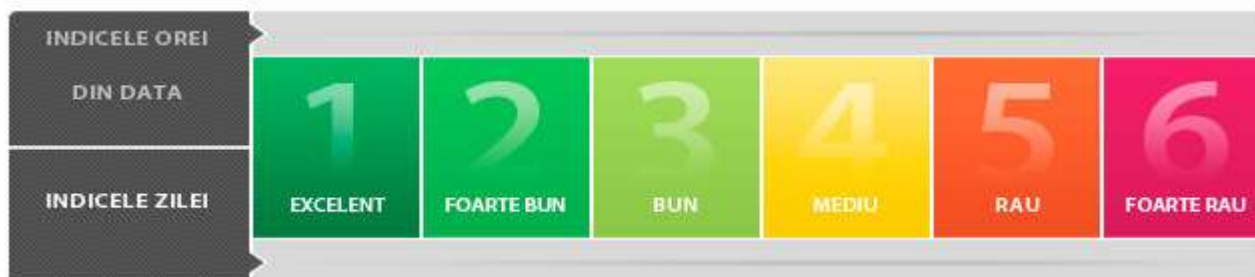 INDICELE OREI
DIN DATA
INDICELE ZILEI
1
EXCELENT
2
FOARTE BUN
3
BUN
4
MEDIU
5
RAU
6
FOARTE RAU